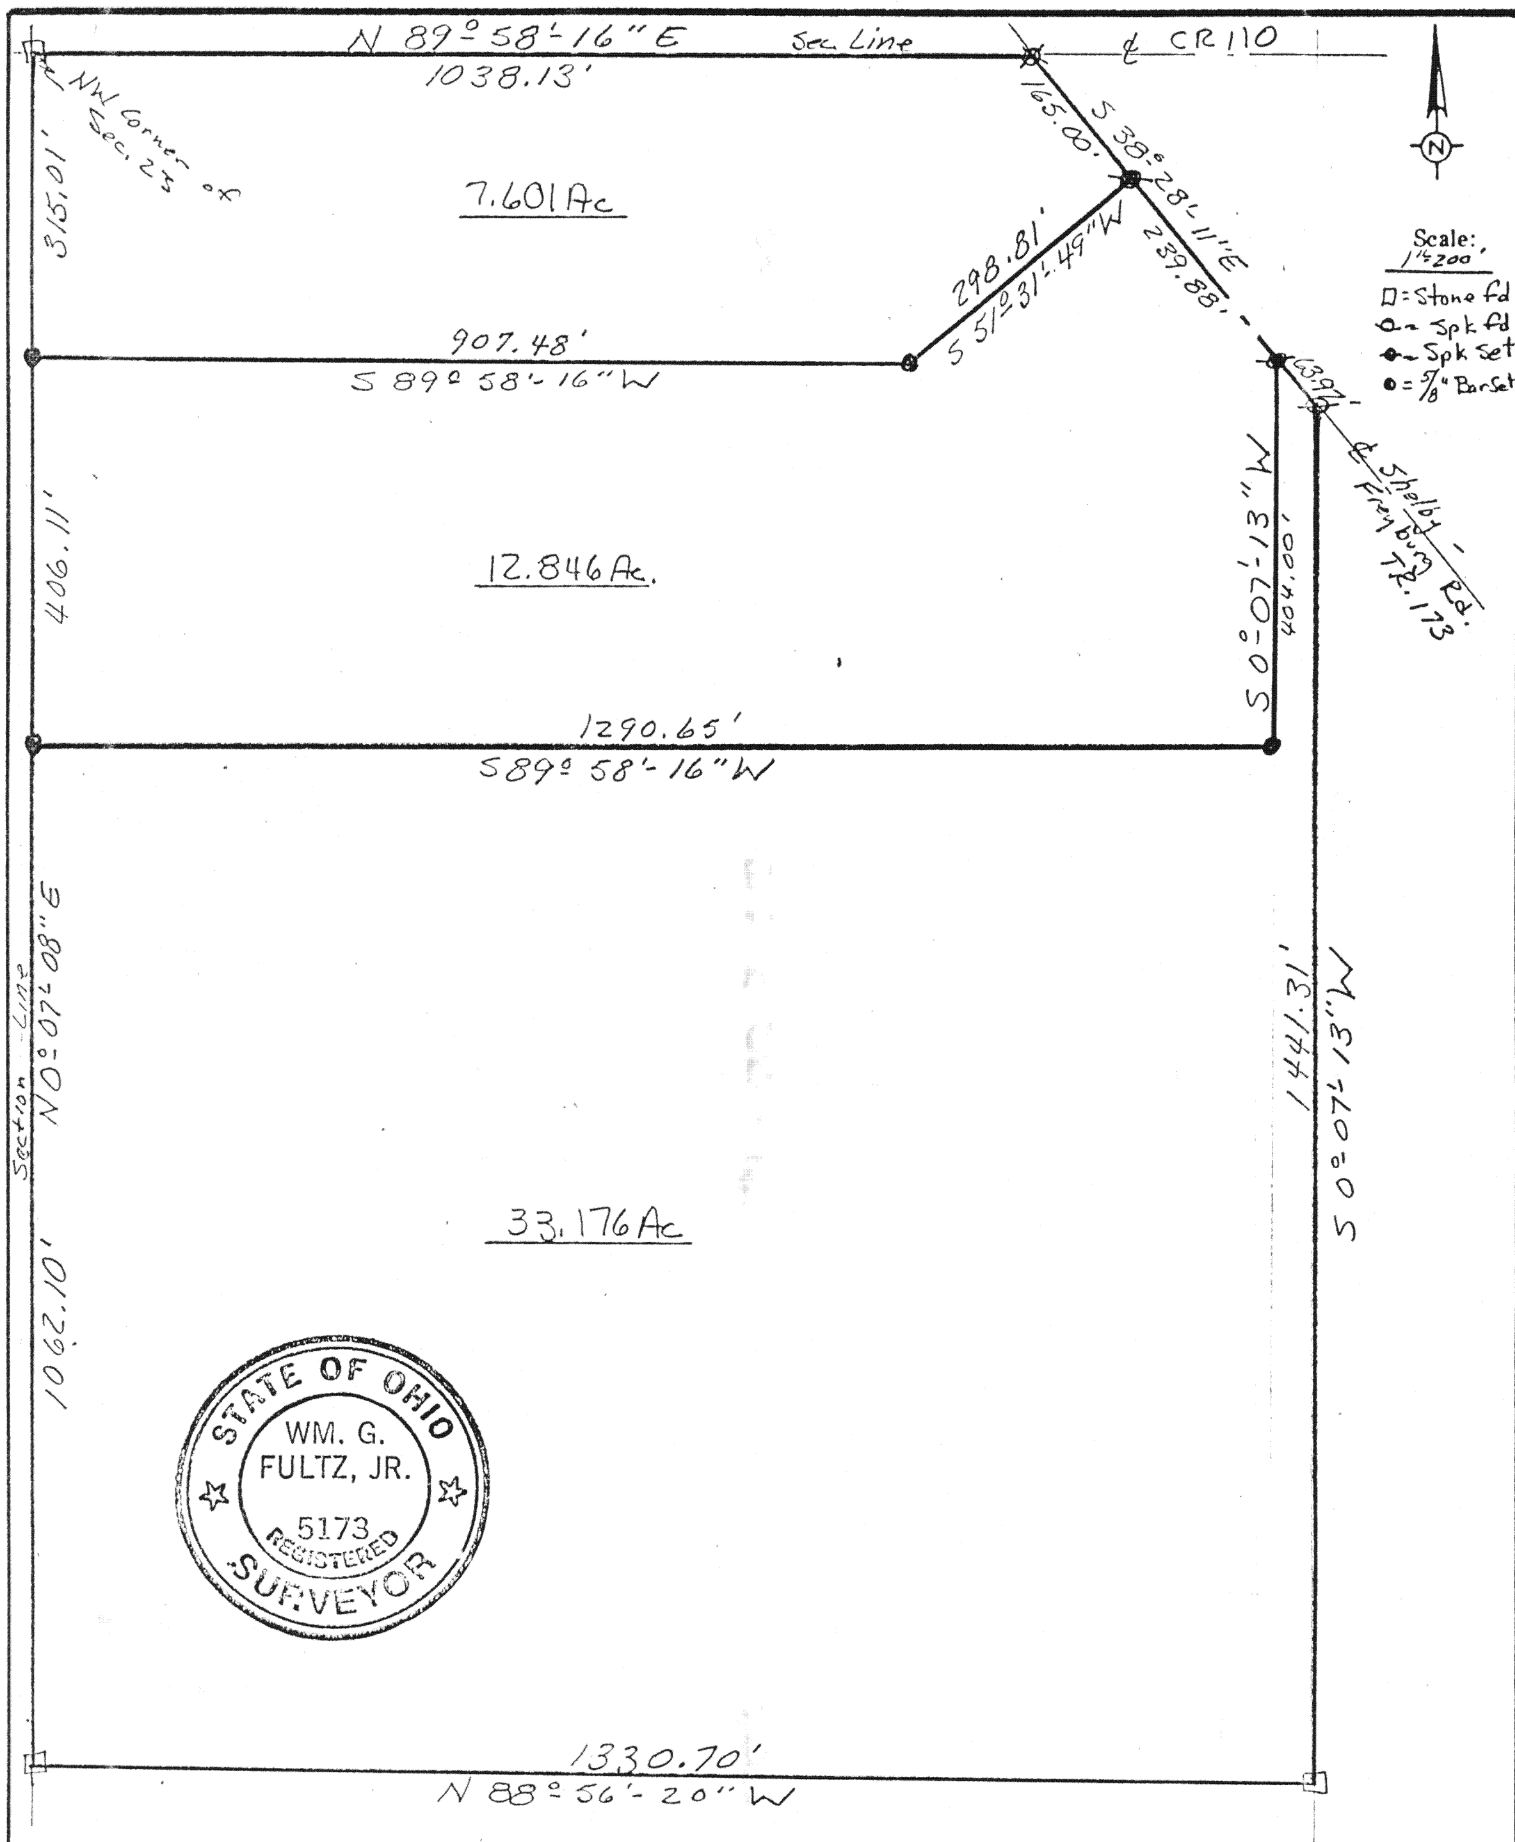 N 89° 58'-16" E
Sec Line
₵ CR 110
1038.13'
NW Corner of
Sec. 23
315.01'
7.601 Ac
165.00'
S 38°-28'-11" E
239.88'
298.81'
S 51°-31'-49" W
N
Scale:
1"=200'
□ = Stone fd
= Spk fd
= Spk Set
● = 5/8" Bar Set
907.48'
S 89° 58'-16" W
63.97'
₵ Shelby -
Freyburg Rd.
TR. 173
406.11'
12.846 Ac.
S 0°-07'-13" W
404.00'
1290.65'
S 89° 58'-16" W
Section Line
N 0°-07'-08" E
1441.31'
S 0°-07'-13" W
33.176 Ac
1062.10'
STATE OF OHIO
WM. G.
FULTZ, JR.
5173
REGISTERED
SURVEYOR
1330.70'
N 88°-56'-20" W